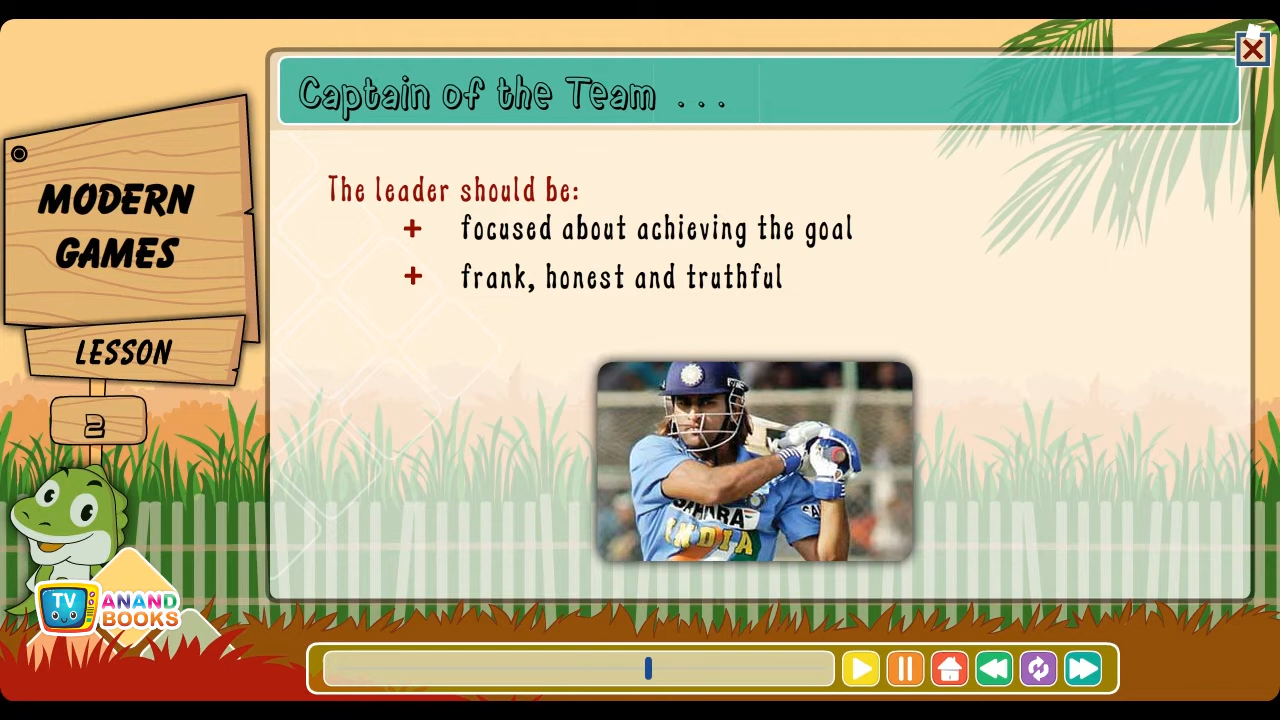 Captain of the Team ...
MODERN
GAMES
LESSON
2
The leader should be:
+ focused about achieving the goal
+ frank, honest and truthful
SAHARA
INDIA
SA
TV
ANAND
BOOKS